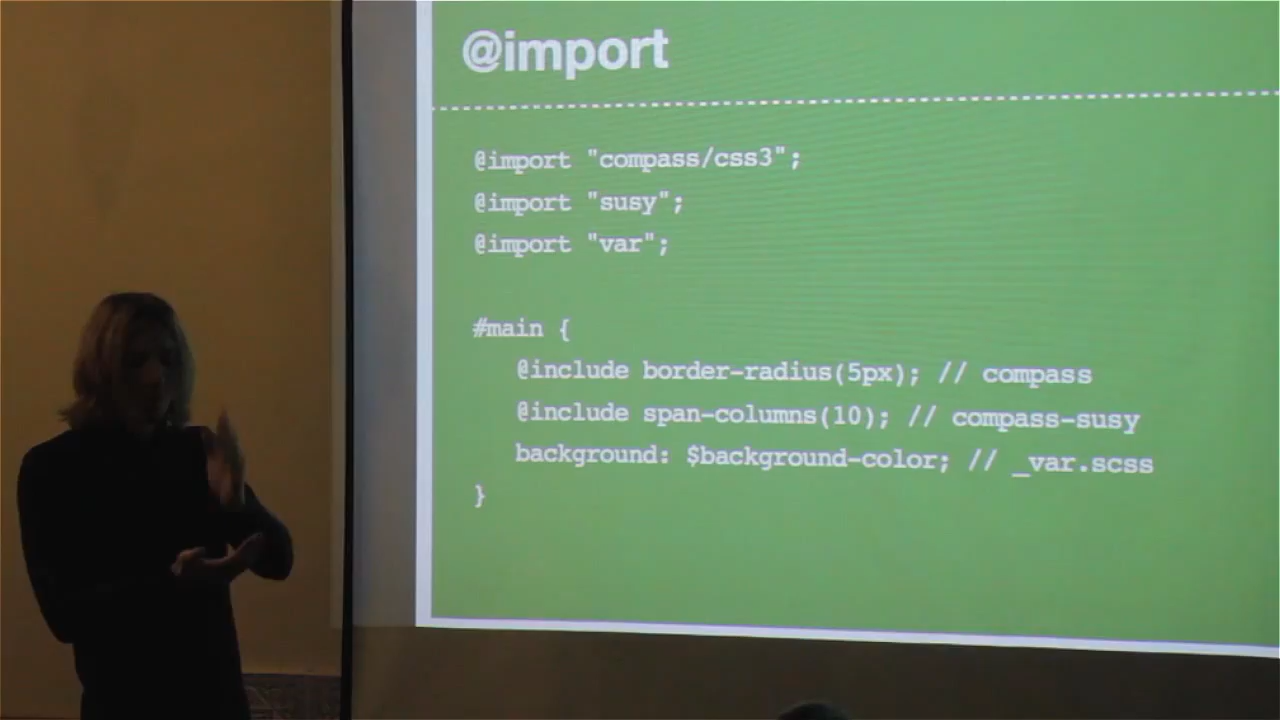 @import
@import "compass/css3";
@import "susy";
@import "var";
#main {
@include border-radius(5px); // compass
@include span-columns(10); // compass-susy
background: $background-color; // _var.scss
}